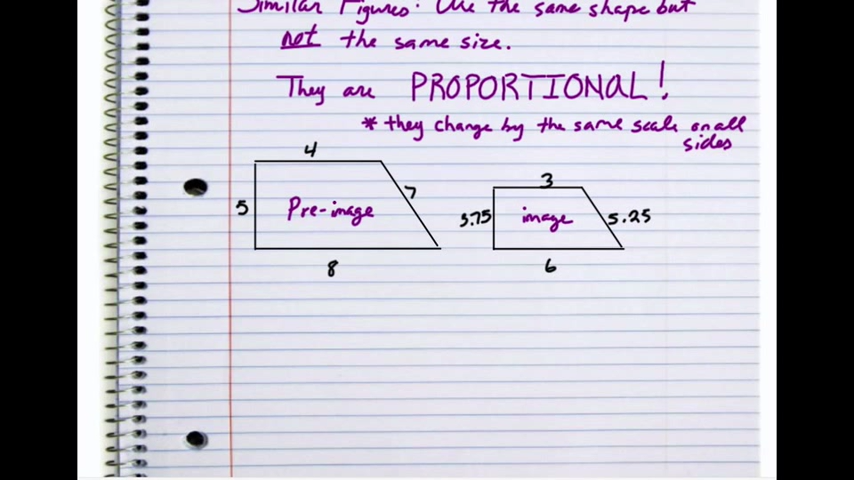 Similar Figures: Are the same shape but
not the same size.
They are PROPORTIONAL!
* they change by the same scale on all
sides
4
5
Pre-image
7
8
3
3.75
image
5.25
6